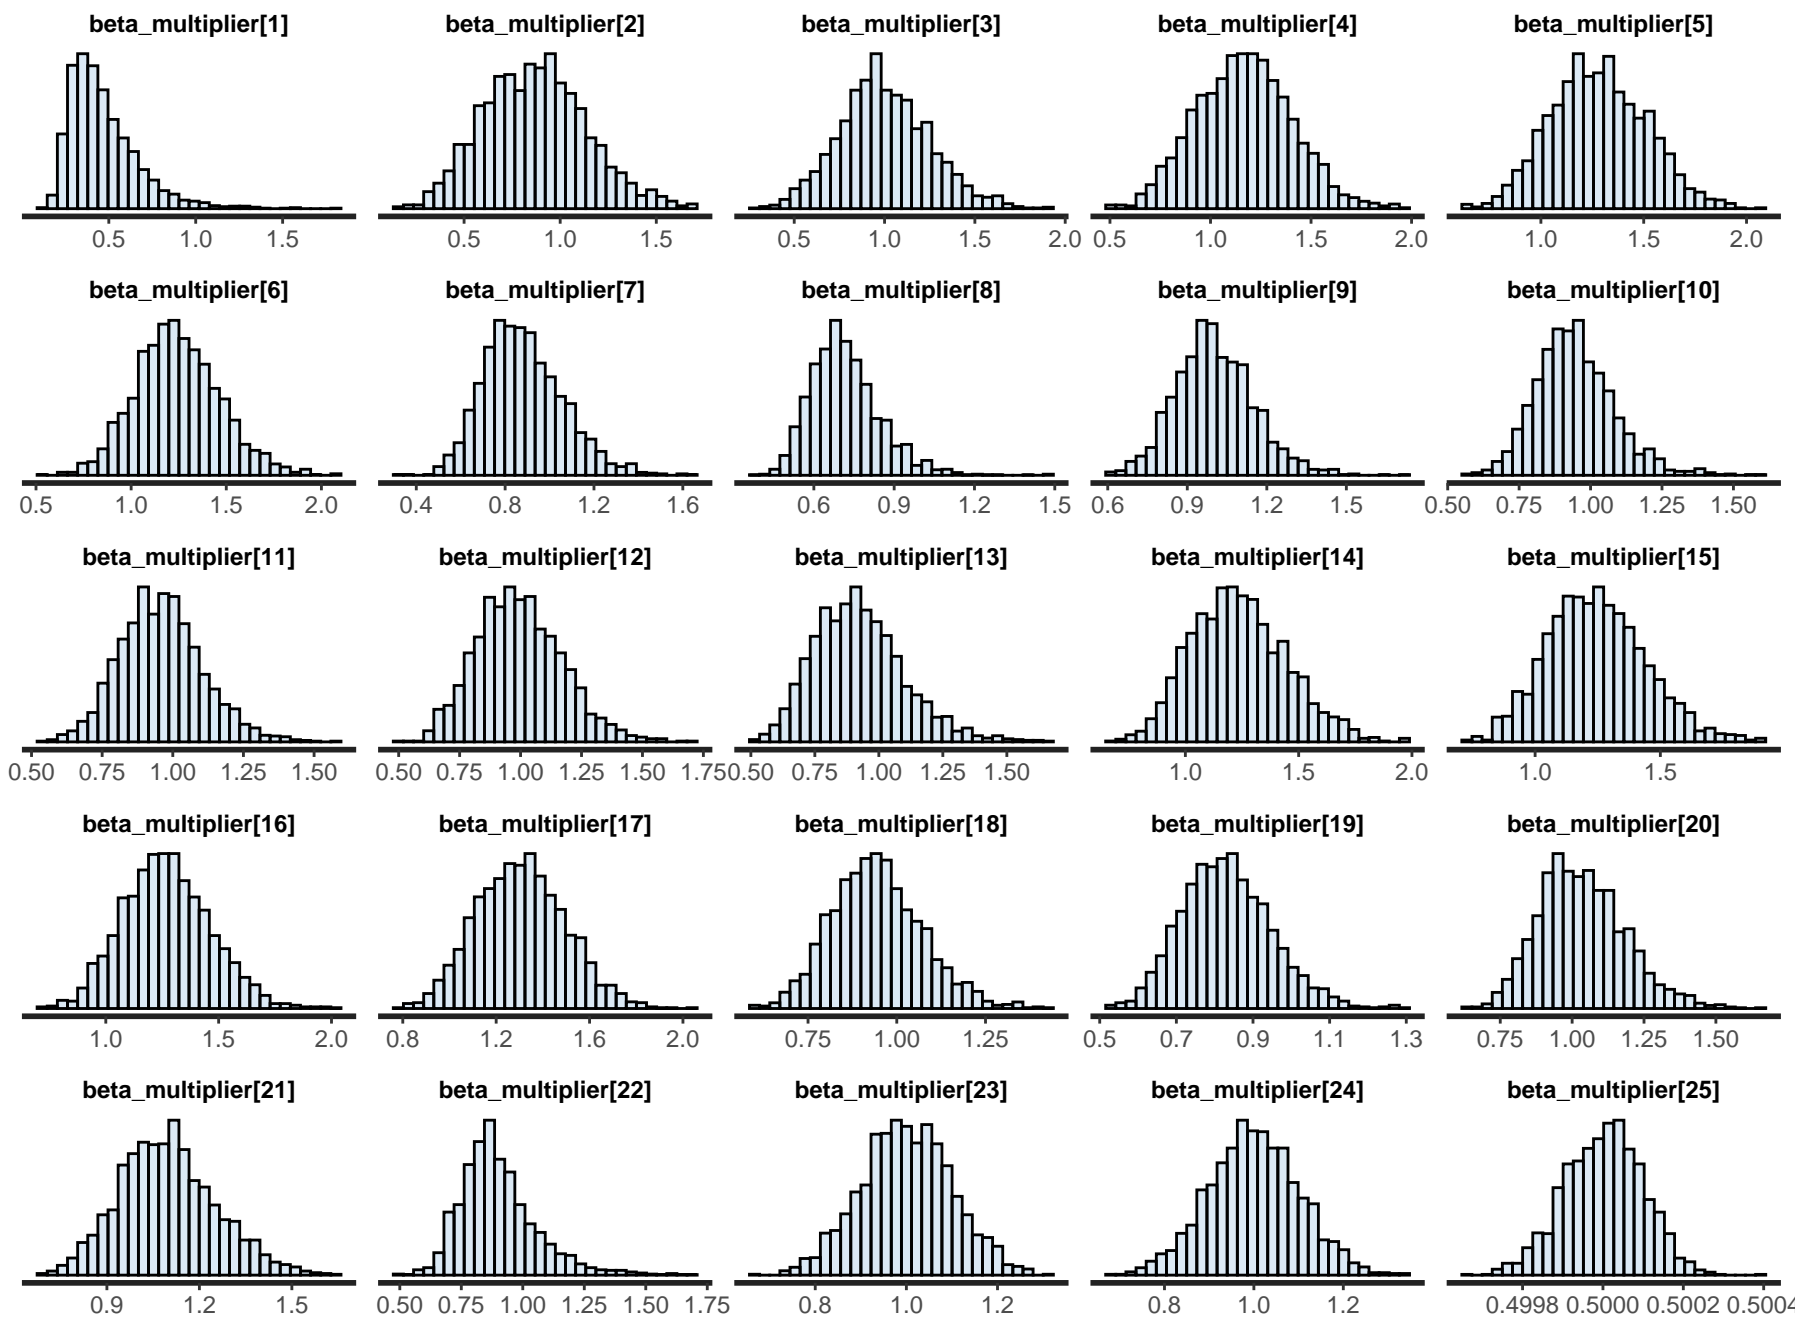 beta_multiplier[1] beta_multiplier[2] beta_multiplier[3] beta_multiplier[4] beta_multiplier[5]
0.5 1.0 1.5 0.5 1.0 1.5 0.5 1.0 1.5 2.0 0.5 1.0 1.5 2.0 1.0 1.5 2.0
beta_multiplier[6] beta_multiplier[7] beta_multiplier[8] beta_multiplier[9] beta_multiplier[10]
0.5 1.0 1.5 2.0 0.4 0.8 1.2 1.6 0.6 0.9 1.2 1.5 0.6 0.9 1.2 1.5 0.50 0.75 1.00 1.25 1.50
beta_multiplier[11] beta_multiplier[12] beta_multiplier[13] beta_multiplier[14] beta_multiplier[15]
0.50 0.75 1.00 1.25 1.50 0.50 0.75 1.00 1.25 1.50 1.75 0.50 0.75 1.00 1.25 1.50 1.0 1.5 2.0 1.0 1.5
beta_multiplier[16] beta_multiplier[17] beta_multiplier[18] beta_multiplier[19] beta_multiplier[20]
1.0 1.5 2.0 0.8 1.2 1.6 2.0 0.75 1.00 1.25 0.5 0.7 0.9 1.1 1.3 0.75 1.00 1.25 1.50
beta_multiplier[21] beta_multiplier[22] beta_multiplier[23] beta_multiplier[24] beta_multiplier[25]
0.9 1.2 1.5 0.50 0.75 1.00 1.25 1.50 1.75 0.8 1.0 1.2 0.8 1.0 1.2 0.4998 0.5000 0.5002 0.5004